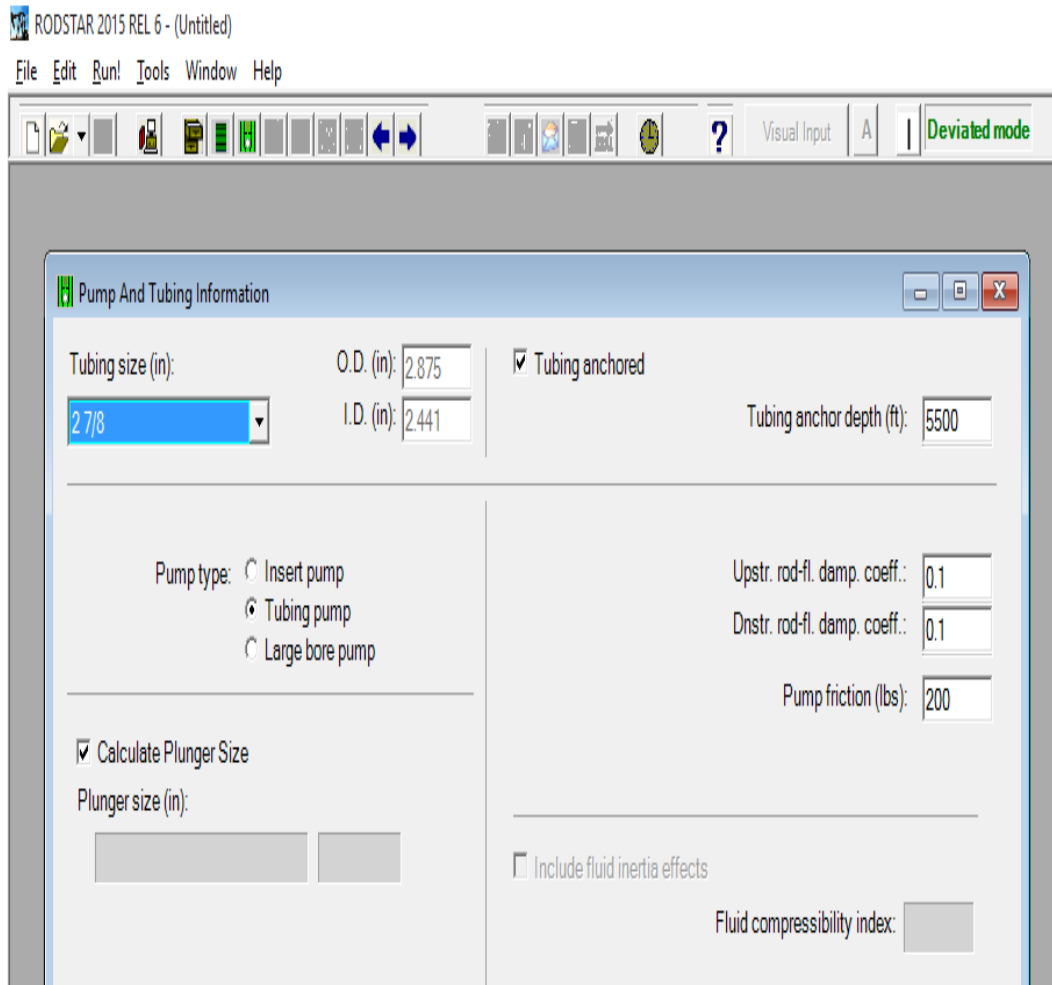 RODSTAR 2015 REL 6 - (Untitled)
File Edit Run! Tools Window Help
? Visual Input A | Deviated mode
Pump And Tubing Information
Tubing size (in): O.D. (in): 2.875 Tubing anchored
2 7/8 I.D. (in): 2.441 Tubing anchor depth (ft): 5500
Pump type: Insert pump Upstr. rod-fl. damp. coeff.: 0.1
Tubing pump Dnstr. rod-fl. damp. coeff.: 0.1
Large bore pump
Pump friction (lbs): 200
Calculate Plunger Size
Plunger size (in):
Include fluid inertia effects
Fluid compressibility index: